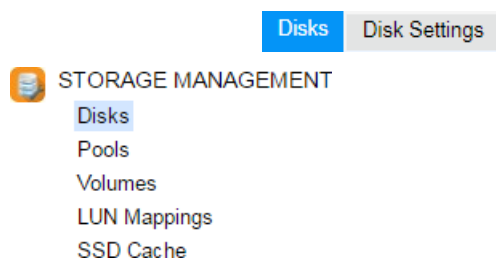 Disks Disk Settings
STORAGE MANAGEMENT
Disks
Pools
Volumes
LUN Mappings
SSD Cache